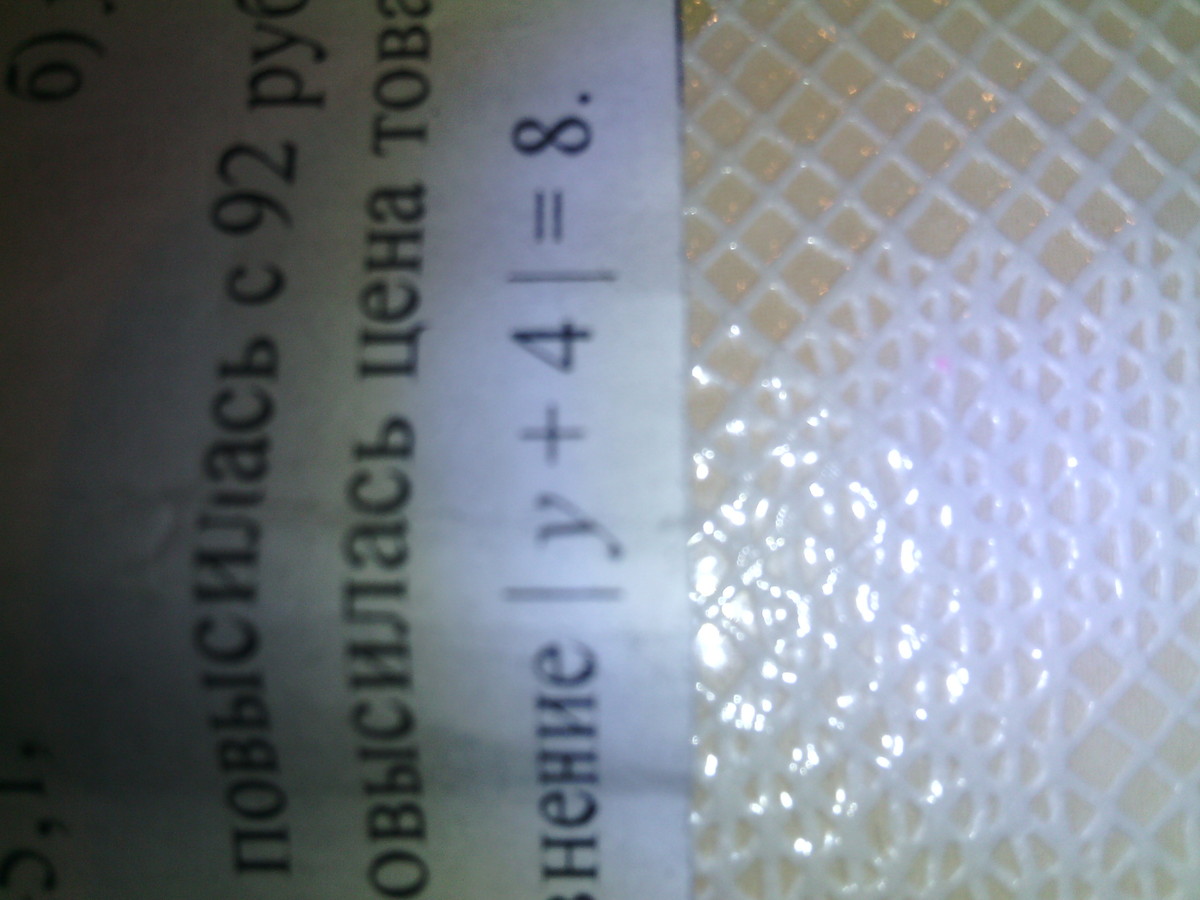 5,1, б)
повысилась с 92 руб
овысилась цена това
внение | y + 4 | = 8.